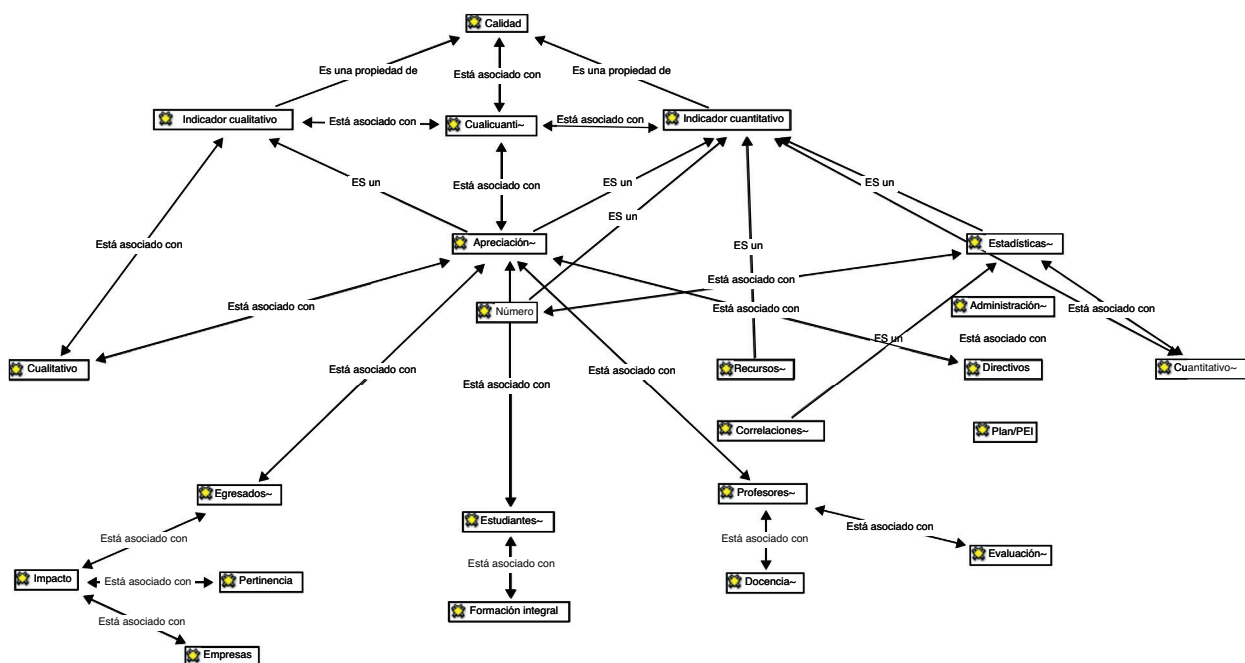 Calidad
Es una propiedad de
Está asociado con
Es una propiedad de
Indicador cualitativo
Está asociado con
Cualicuanti~
Está asociado con
Indicador cuantitativo
ES un
Está asociado con
ES un
ES un
ES un
ES un
Está asociado con
Apreciación~
Estadísticas~
Está asociado con
Está asociado con
Número
Administración~
Está asociado con
Está asociado con
ES un
Está asociado con
Cualitativo
Está asociado con
Está asociado con
Está asociado con
Recursos~
Directivos
Cuantitativo~
Correlaciones~
Plan/PEI
Egresados~
Profesores~
Estudiantes~
Está asociado con
Está asociado con
Está asociado con
Está asociado con
Evaluación~
Impacto
Está asociado con
Pertinencia
Docencia~
Formación integral
Está asociado con
Empresas